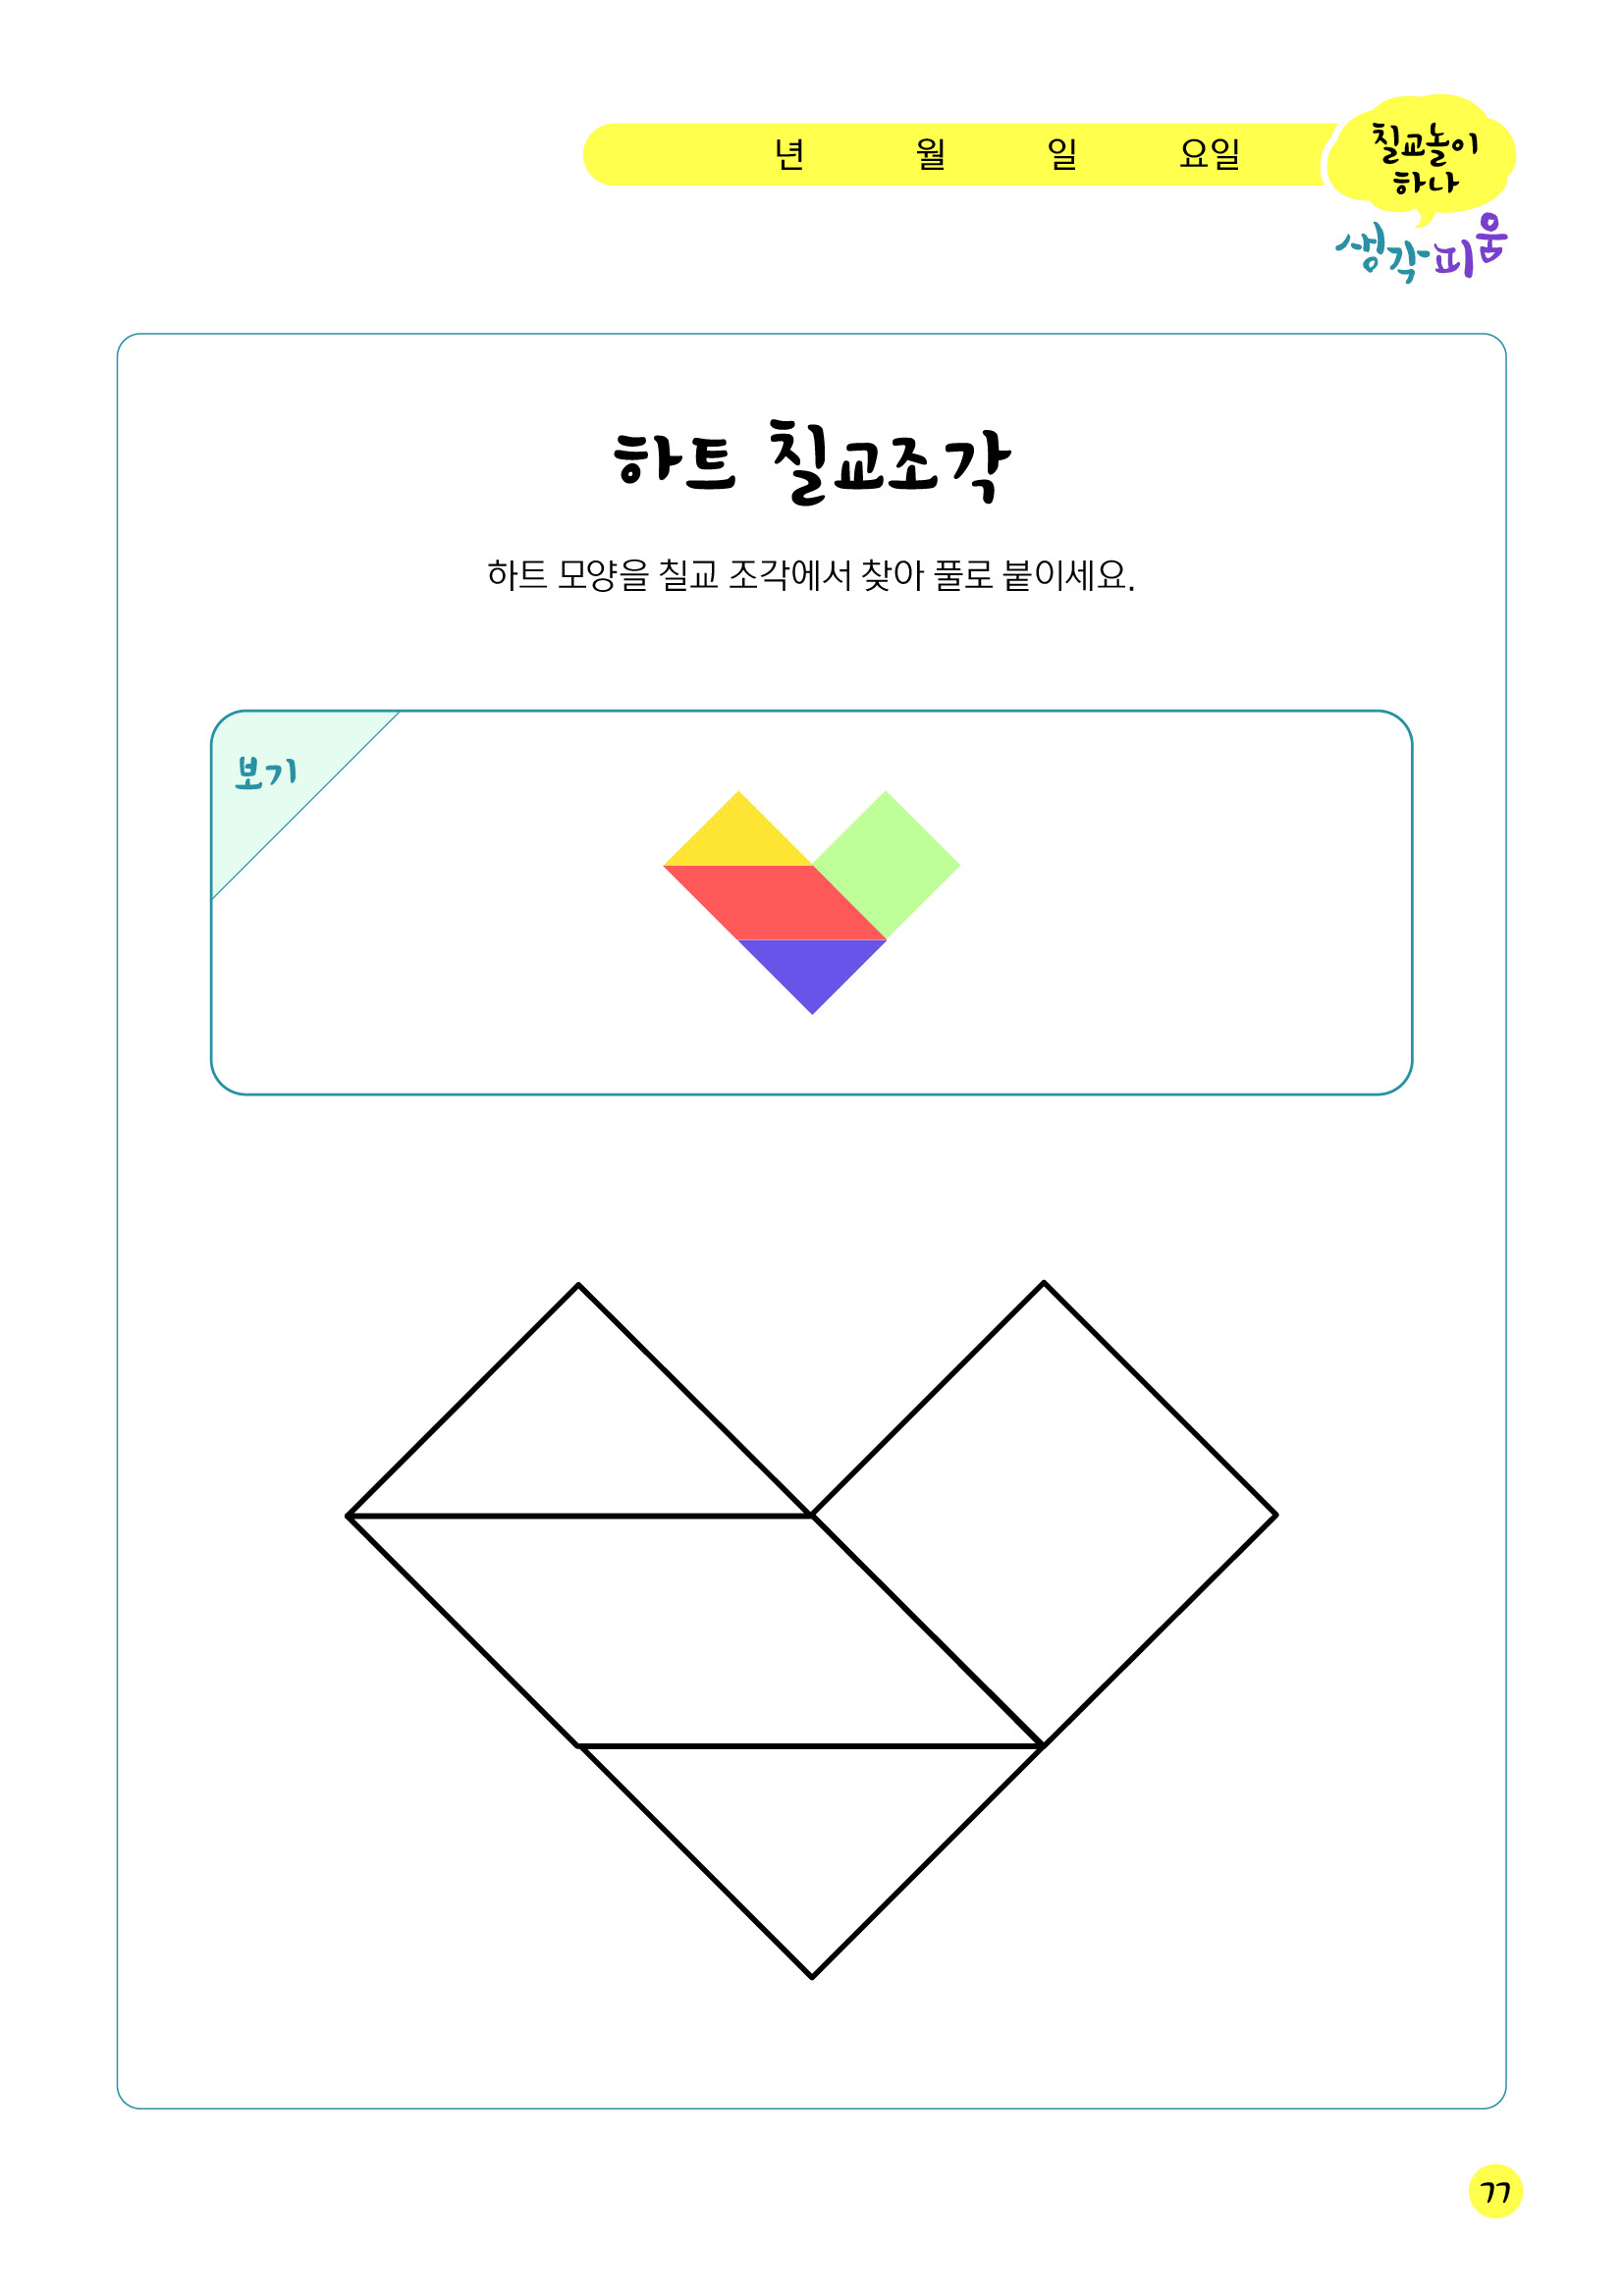 년 월 일 요일
칠교놀이
하나
생각피움
하트 칠교조각
하트 모양을 칠교 조각에서 찾아 풀로 붙이세요.
보기
77